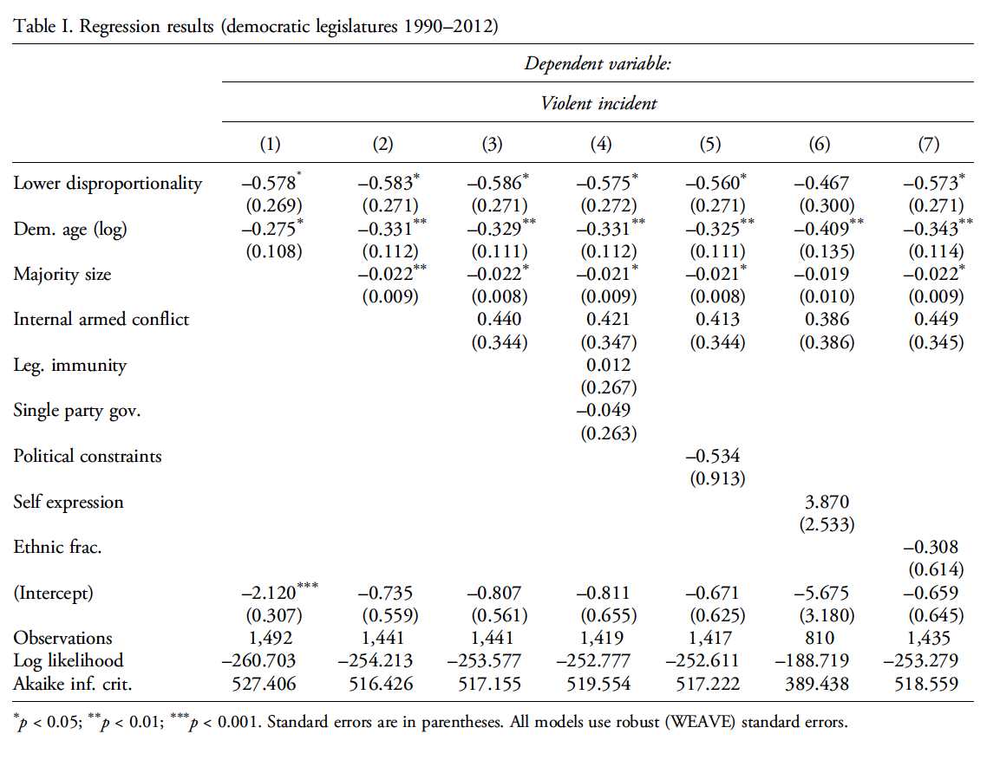 Table I. Regression results (democratic legislatures 1990–2012)
Dependent variable:
Violent incident
(1) (2) (3) (4) (5) (6) (7)
Lower disproportionality –0.578* –0.583* –0.586* –0.575* –0.560* –0.467 –0.573*
(0.269) (0.271) (0.271) (0.272) (0.271) (0.300) (0.271)
Dem. age (log) –0.275* –0.331** –0.329** –0.331** –0.325** –0.409** –0.343**
(0.108) (0.112) (0.111) (0.112) (0.111) (0.135) (0.114)
Majority size –0.022** –0.022* –0.021* –0.021* –0.019 –0.022*
(0.009) (0.008) (0.009) (0.008) (0.010) (0.009)
Internal armed conflict 0.440 0.421 0.413 0.386 0.449
(0.344) (0.347) (0.344) (0.386) (0.345)
Leg. immunity 0.012
(0.267)
Single party gov. –0.049
(0.263)
Political constraints –0.534
(0.913)
Self expression 3.870
(2.533)
Ethnic frac. –0.308
(0.614)
(Intercept) –2.120*** –0.735 –0.807 –0.811 –0.671 –5.675 –0.659
(0.307) (0.559) (0.561) (0.655) (0.625) (3.180) (0.645)
Observations 1,492 1,441 1,441 1,419 1,417 810 1,435
Log likelihood –260.703 –254.213 –253.577 –252.777 –252.611 –188.719 –253.279
Akaike inf. crit. 527.406 516.426 517.155 519.554 517.222 389.438 518.559
*p < 0.05; **p < 0.01; ***p < 0.001. Standard errors are in parentheses. All models use robust (WEAVE) standard errors.